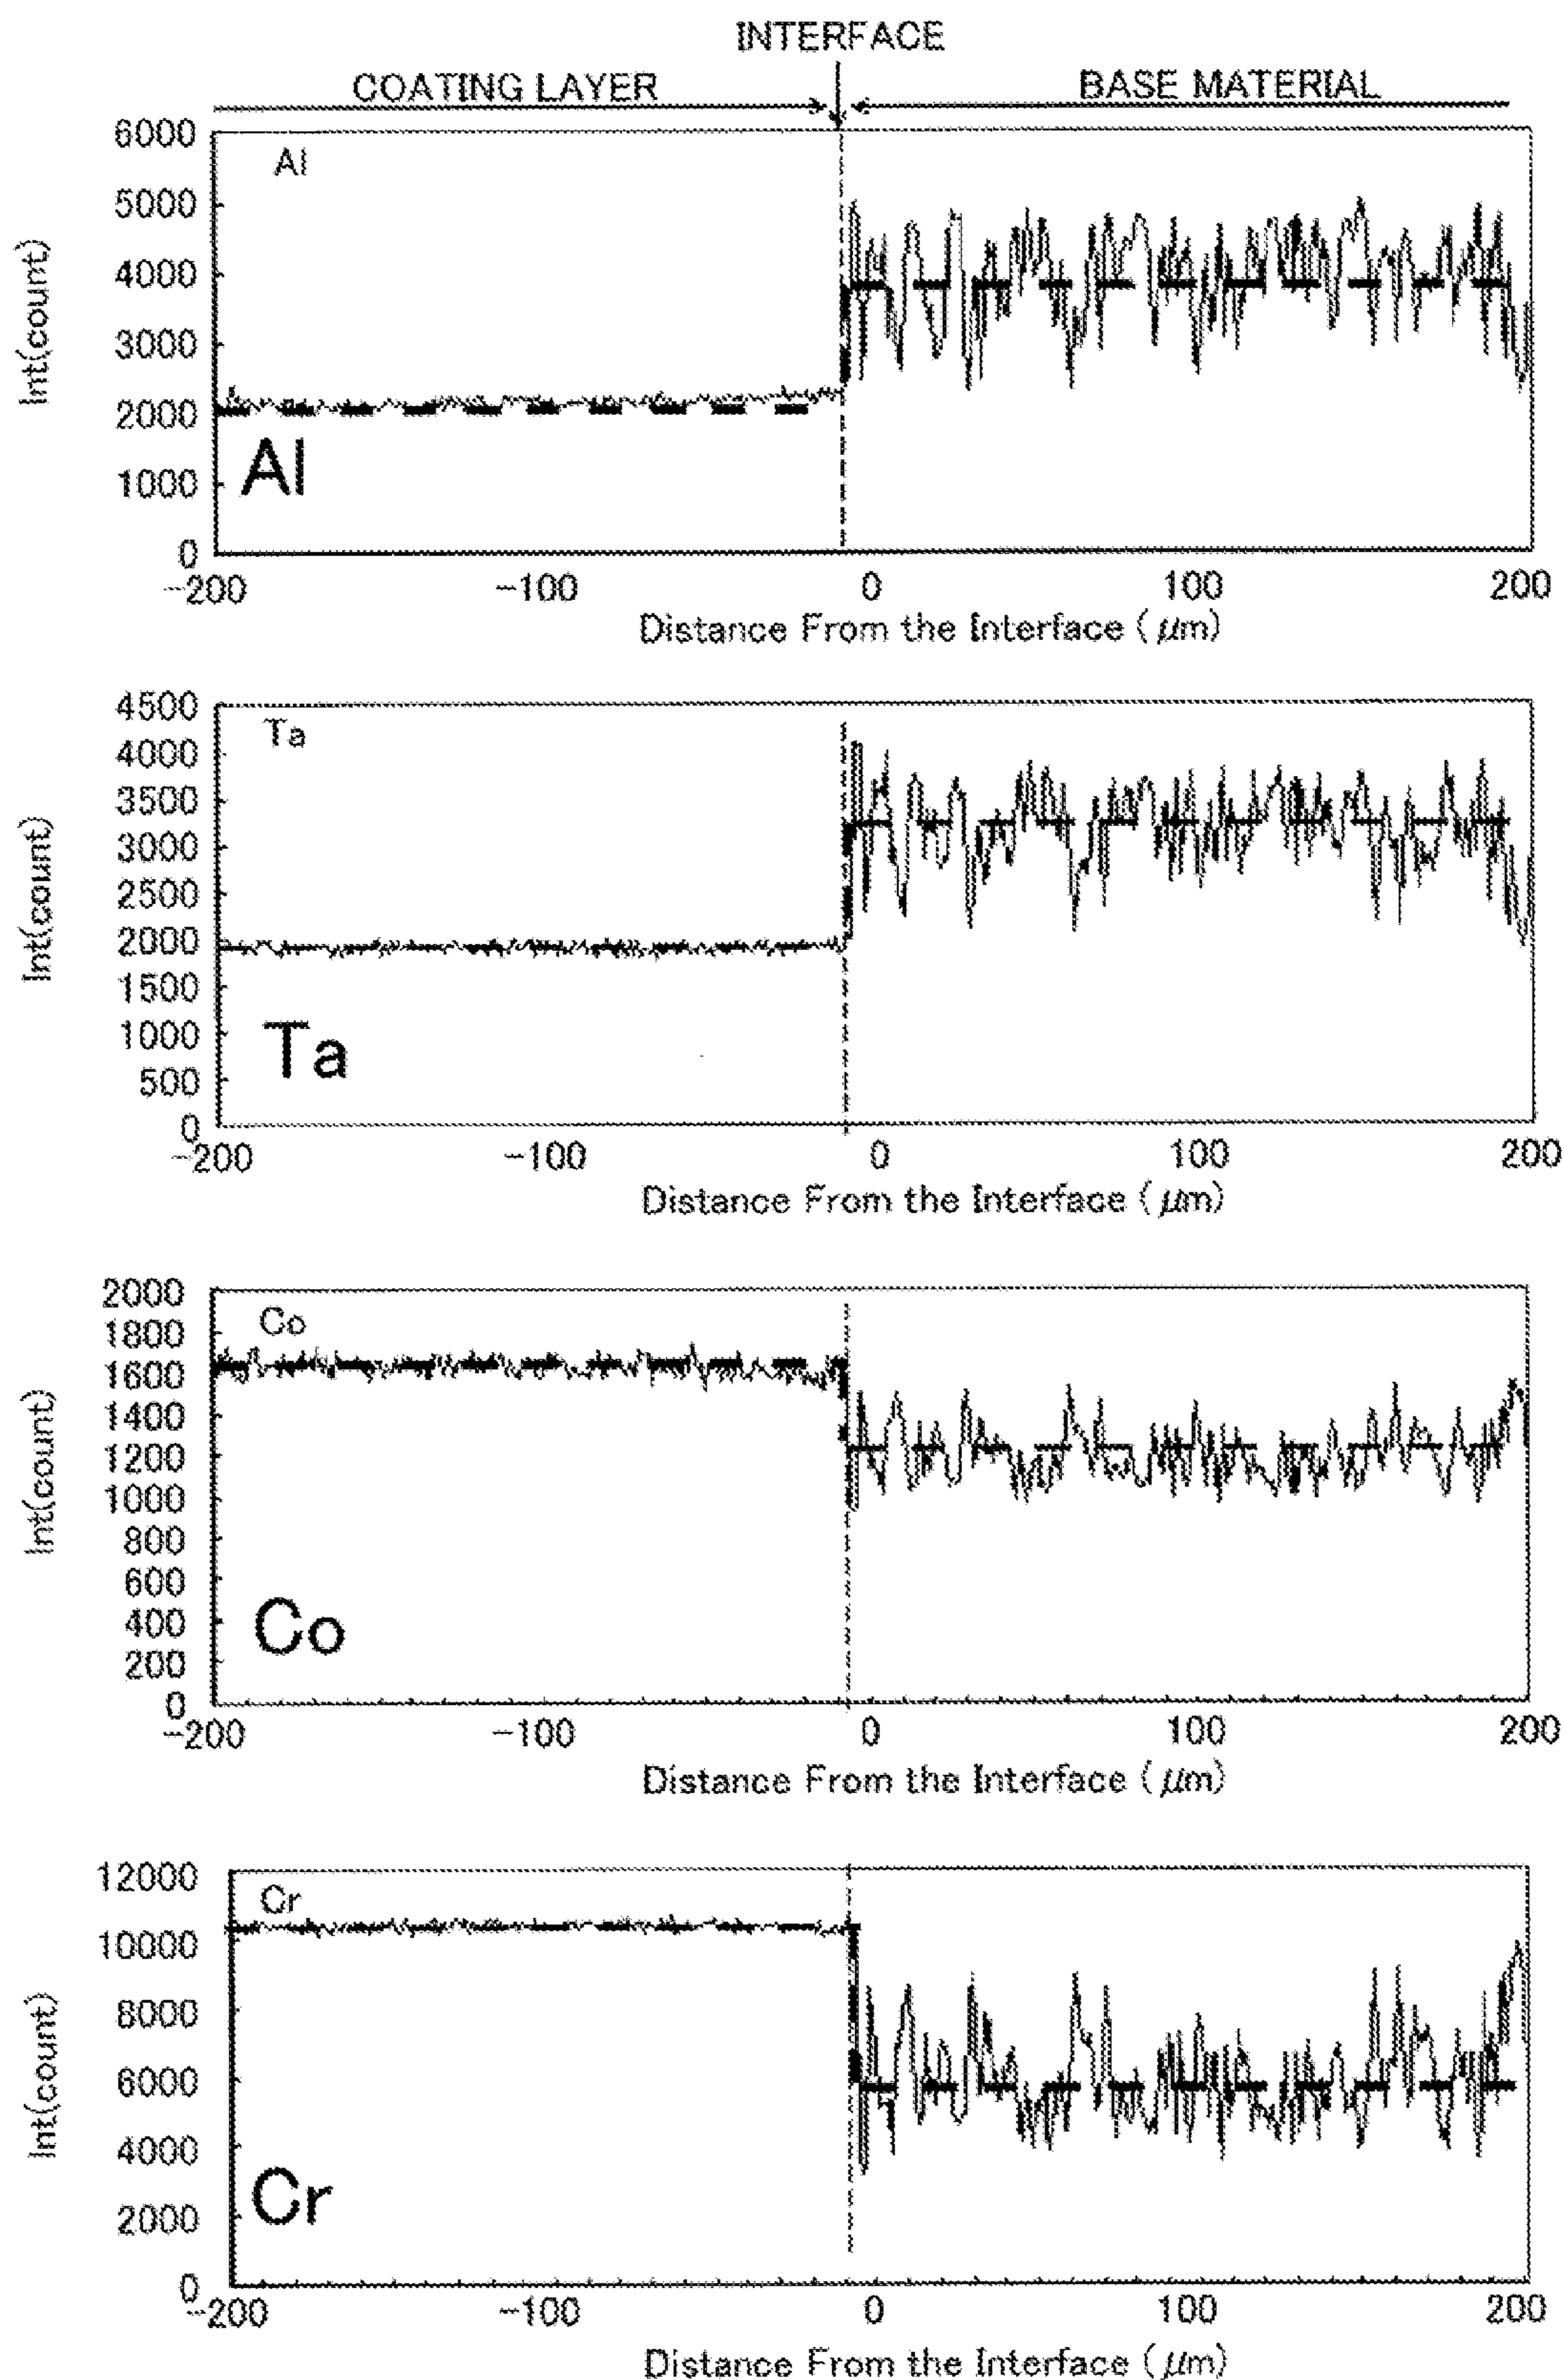 INTERFACE
COATING LAYER
BASE MATERIAL
6000
5000
4000
3000
2000
1000
0
Int(count)
Al
Al
-200 -100 0 100 200
Distance From the Interface (μm)
4500
4000
3500
3000
2500
2000
1500
1000
500
0
Int(count)
Ta
Ta
-200 -100 0 100 200
Distance From the Interface (μm)
2000
1800
1600
1400
1200
1000
800
600
400
200
0
Int(count)
Co
Co
-200 -100 0 100 200
Distance From the Interface (μm)
12000
10000
8000
6000
4000
2000
0
Int(count)
Cr
Cr
-200 -100 0 100 200
Distance From the Interface (μm)